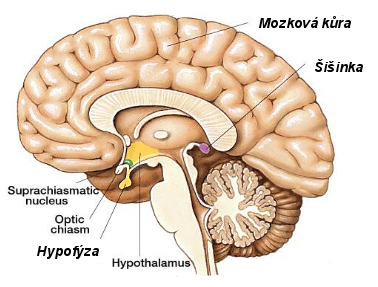 Mozková kůra
Šišinka
Suprachiasmatic
nucleus
Optic
chiasm
Hypofýza
Hypothalamus